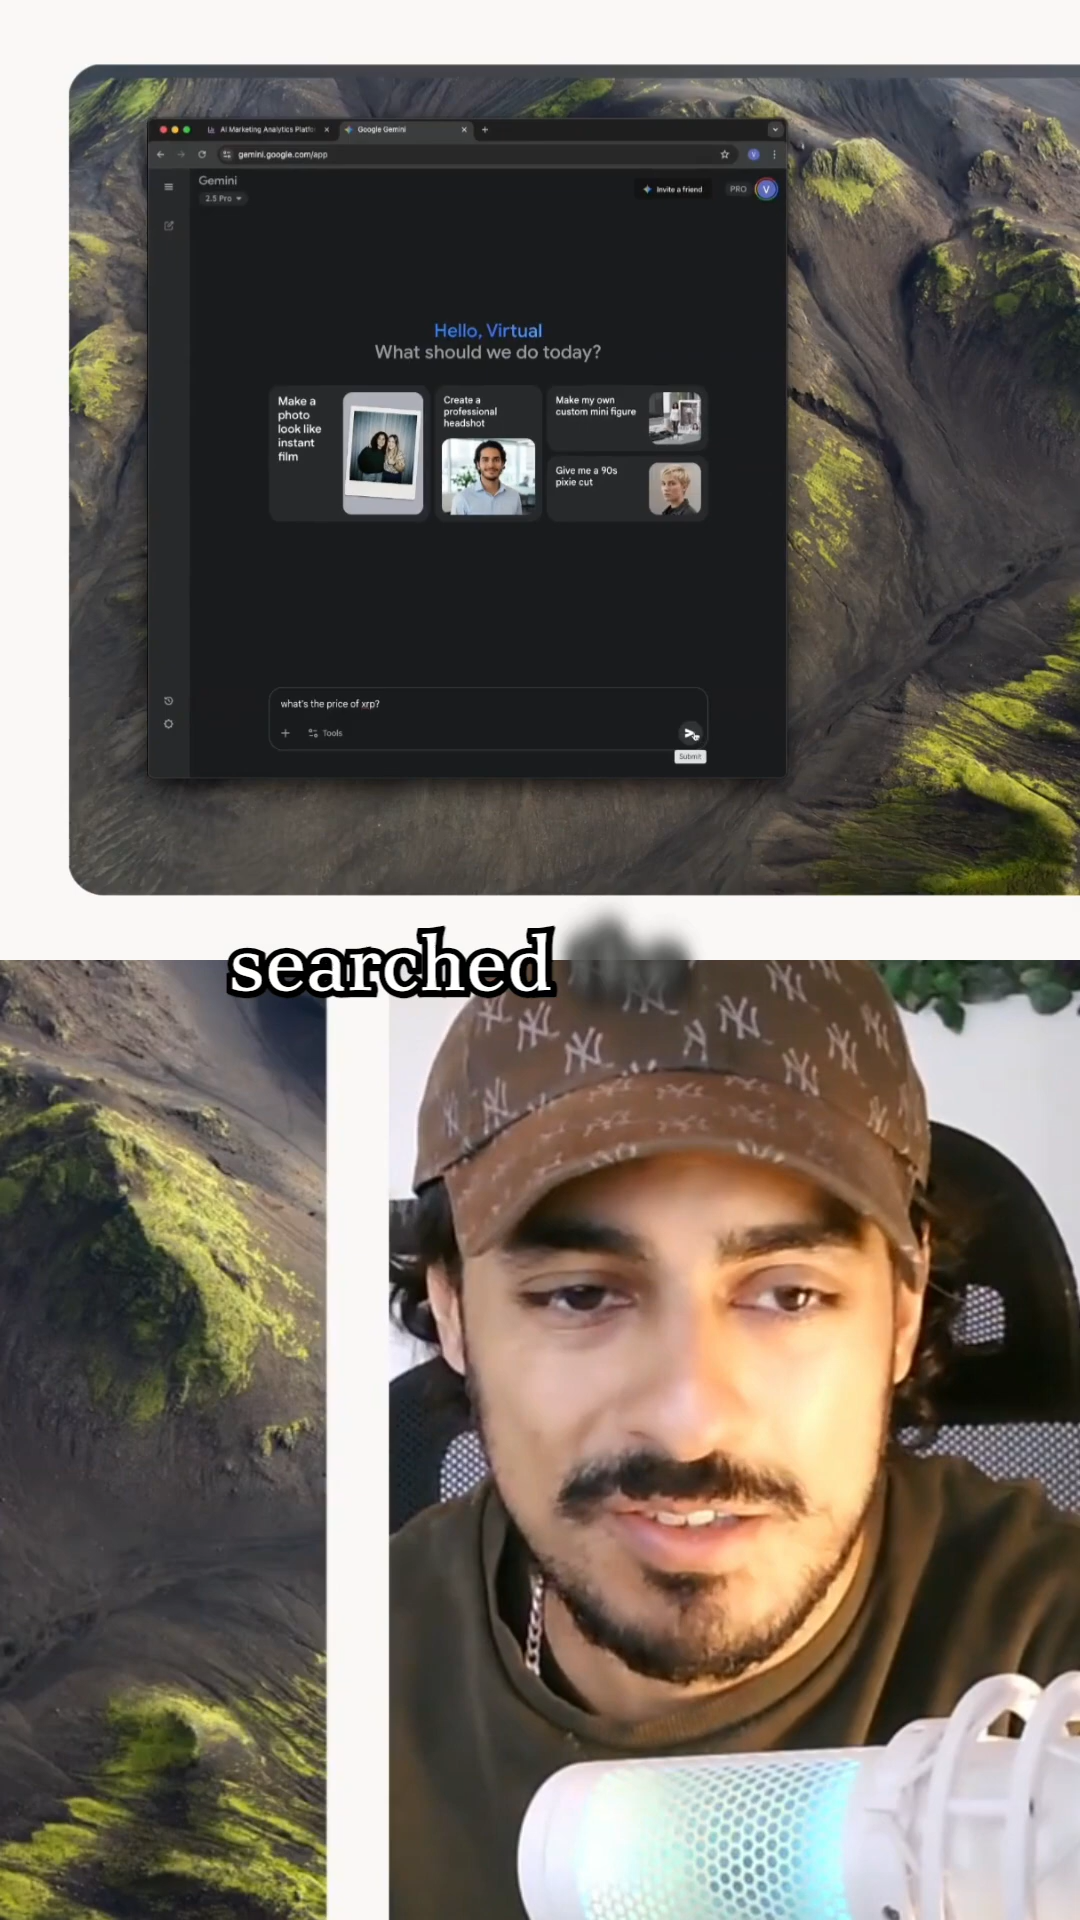 AI Marketing Analytics Platfo
Google Gemini
gemini.google.com/app
Gemini
2.5 Pro
Invite a friend
PRO
V
Hello, Virtual
What should we do today?
Make a
photo
look like
instant
film
Create a
professional
headshot
Make my own
custom mini figure
Give me a 90s
pixie cut
what's the price of xrp?
Tools
Submit
searched